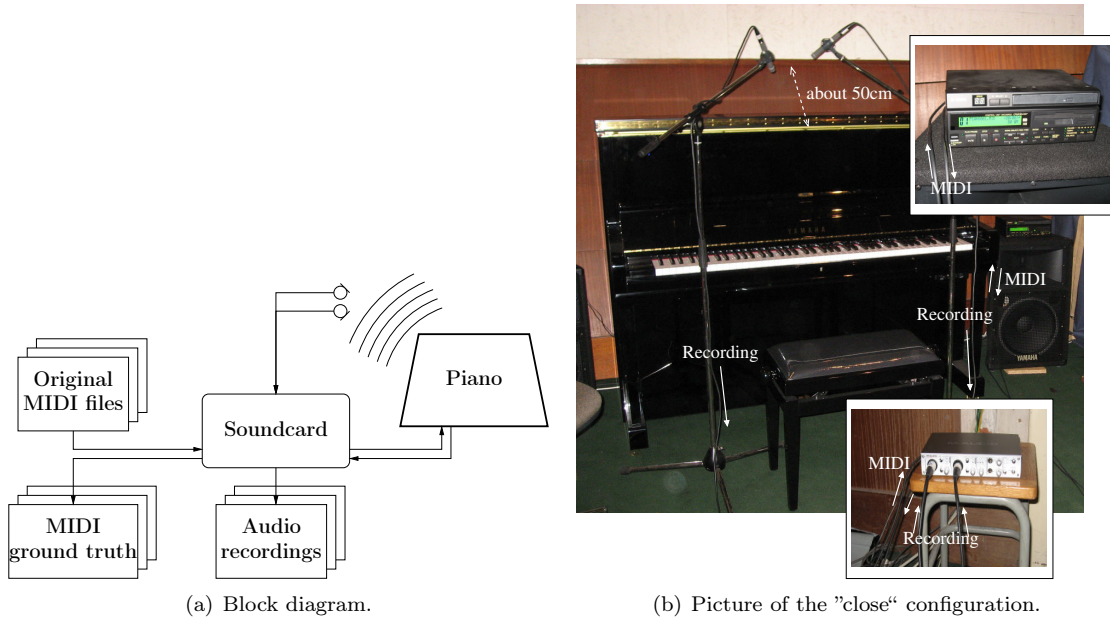 Original
MIDI files
Soundcard
Piano
MIDI
ground truth
Audio
recordings
(a) Block diagram.
about 50cm
MIDI
YAMAHA
MIDI
Recording
Recording
YAMAHA
MIDI
Recording
(b) Picture of the ”close“ configuration.